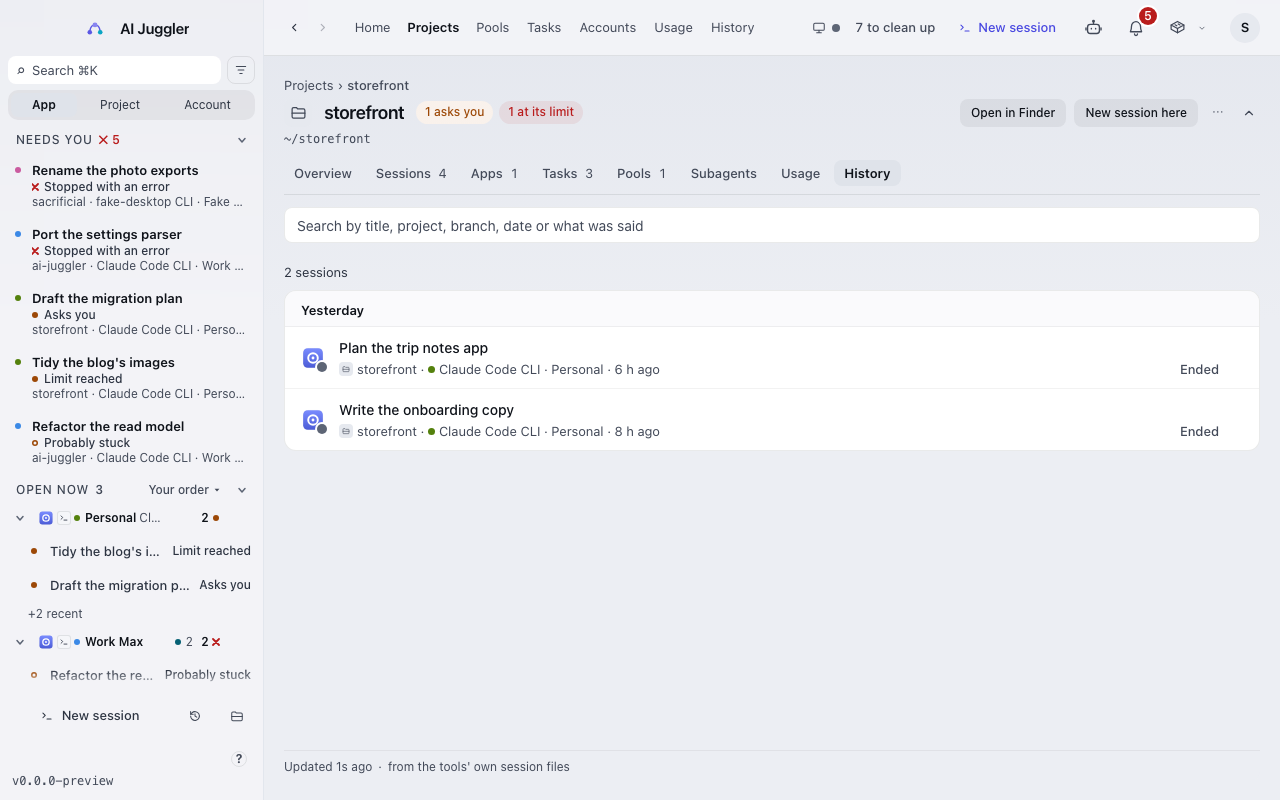 AI Juggler
Search ⌘K
App Project Account
NEEDS YOU 5
Rename the photo exports
Stopped with an error
sacrificial · fake-desktop CLI · Fake ...
Port the settings parser
Stopped with an error
ai-juggler · Claude Code CLI · Work ...
Draft the migration plan
Asks you
storefront · Claude Code CLI · Perso...
Tidy the blog's images
Limit reached
storefront · Claude Code CLI · Perso...
Refactor the read model
Probably stuck
ai-juggler · Claude Code CLI · Work ...
OPEN NOW 3 Your order
Personal Cl... 2
Tidy the blog's i... Limit reached
Draft the migration p... Asks you
+2 recent
Work Max 2 2
Refactor the re... Probably stuck
New session
?
v0.0.0-preview
Home Projects Pools Tasks Accounts Usage History 7 to clean up New session 5 S
Projects › storefront
storefront 1 asks you 1 at its limit Open in Finder New session here ...
~/storefront
Overview Sessions 4 Apps 1 Tasks 3 Pools 1 Subagents Usage History
Search by title, project, branch, date or what was said
2 sessions
Yesterday
Plan the trip notes app
storefront · Claude Code CLI · Personal · 6 h ago Ended
Write the onboarding copy
storefront · Claude Code CLI · Personal · 8 h ago Ended
Updated 1s ago · from the tools' own session files